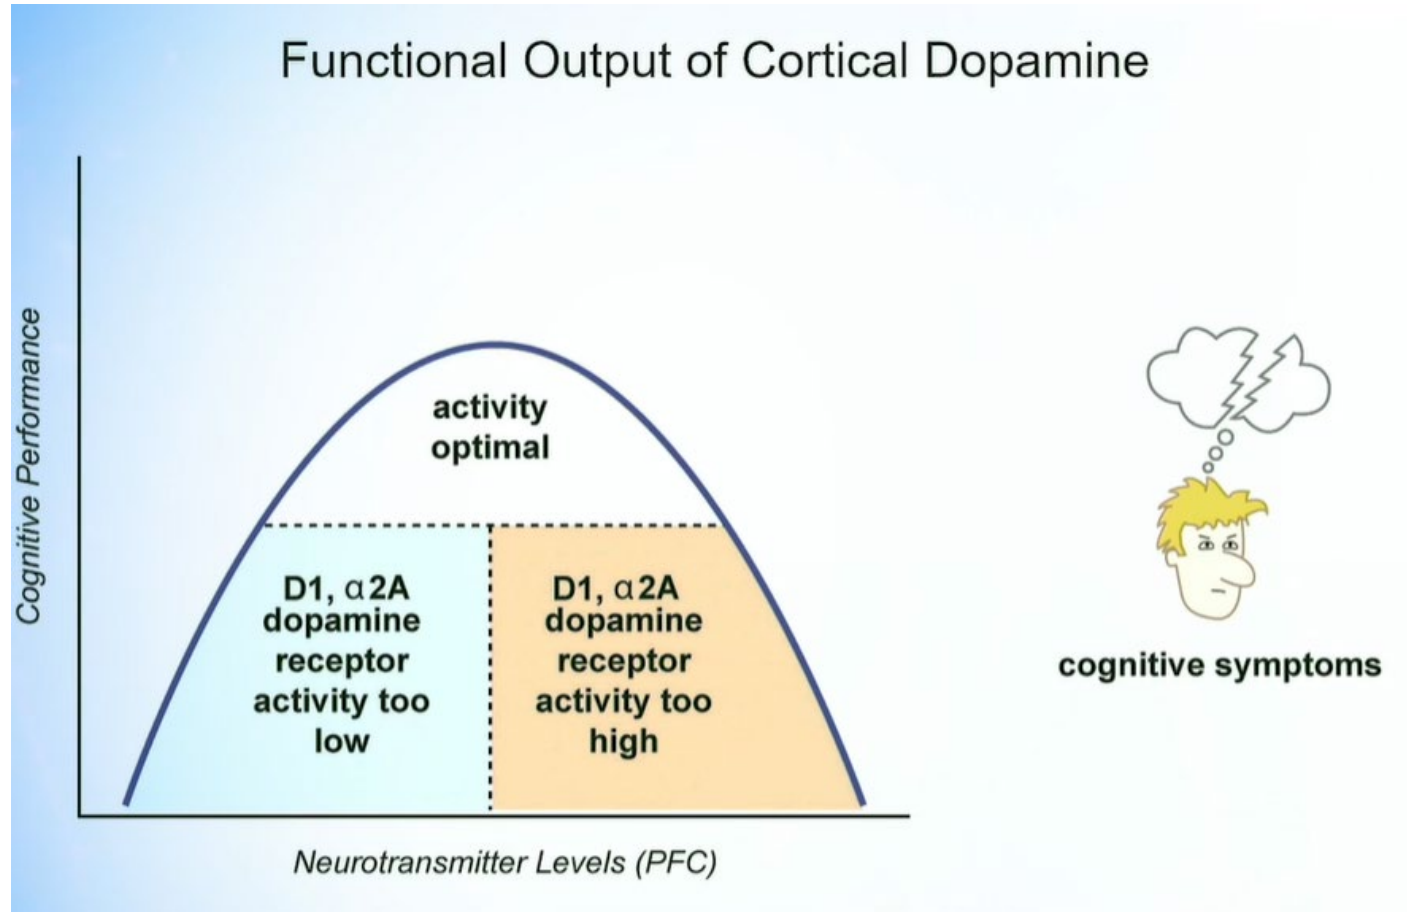 Functional Output of Cortical Dopamine
Cognitive Performance
activity
optimal
D1, α2A
dopamine
receptor
activity too
low
D1, α2A
dopamine
receptor
activity too
high
cognitive symptoms
Neurotransmitter Levels (PFC)